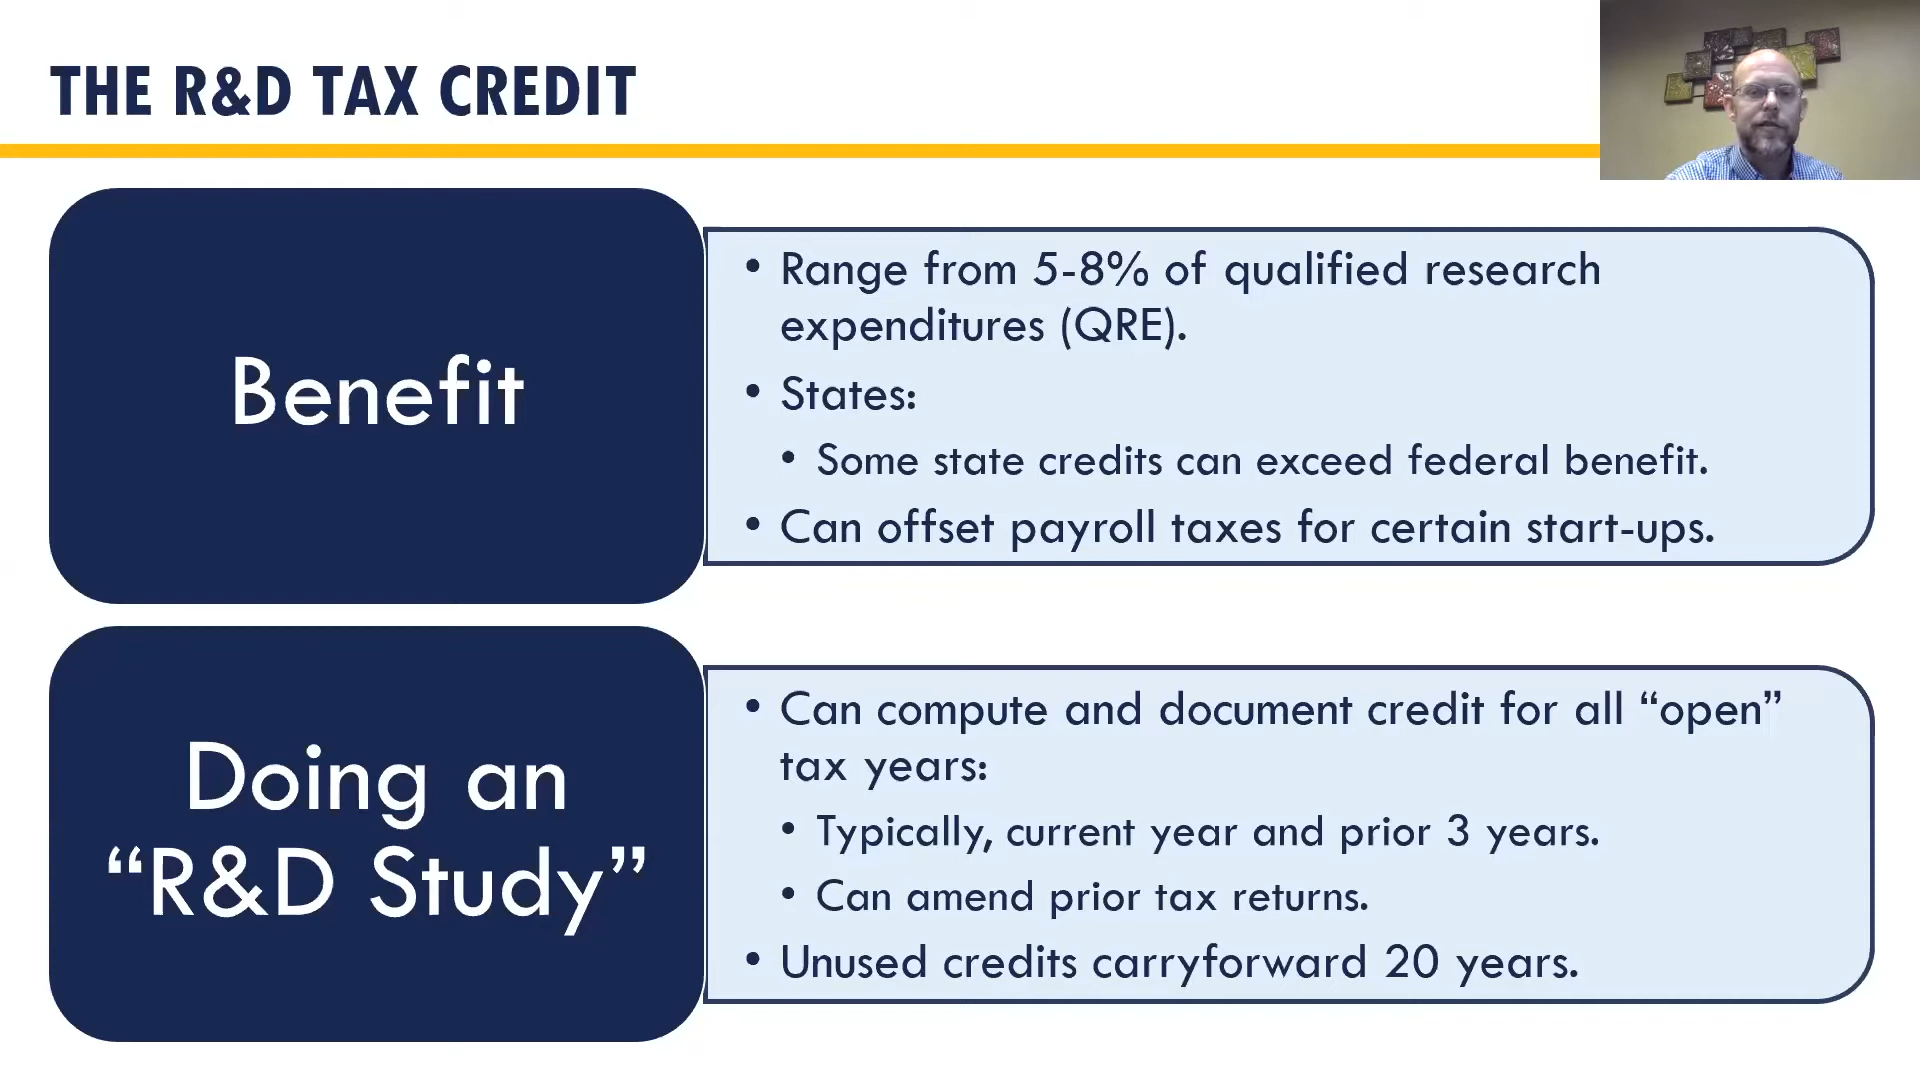 THE R&D TAX CREDIT
Benefit
• Range from 5-8% of qualified research
expenditures (QRE).
• States:
• Some state credits can exceed federal benefit.
• Can offset payroll taxes for certain start-ups.
Doing an
“R&D Study”
• Can compute and document credit for all “open”
tax years:
• Typically, current year and prior 3 years.
• Can amend prior tax returns.
• Unused credits carryforward 20 years.